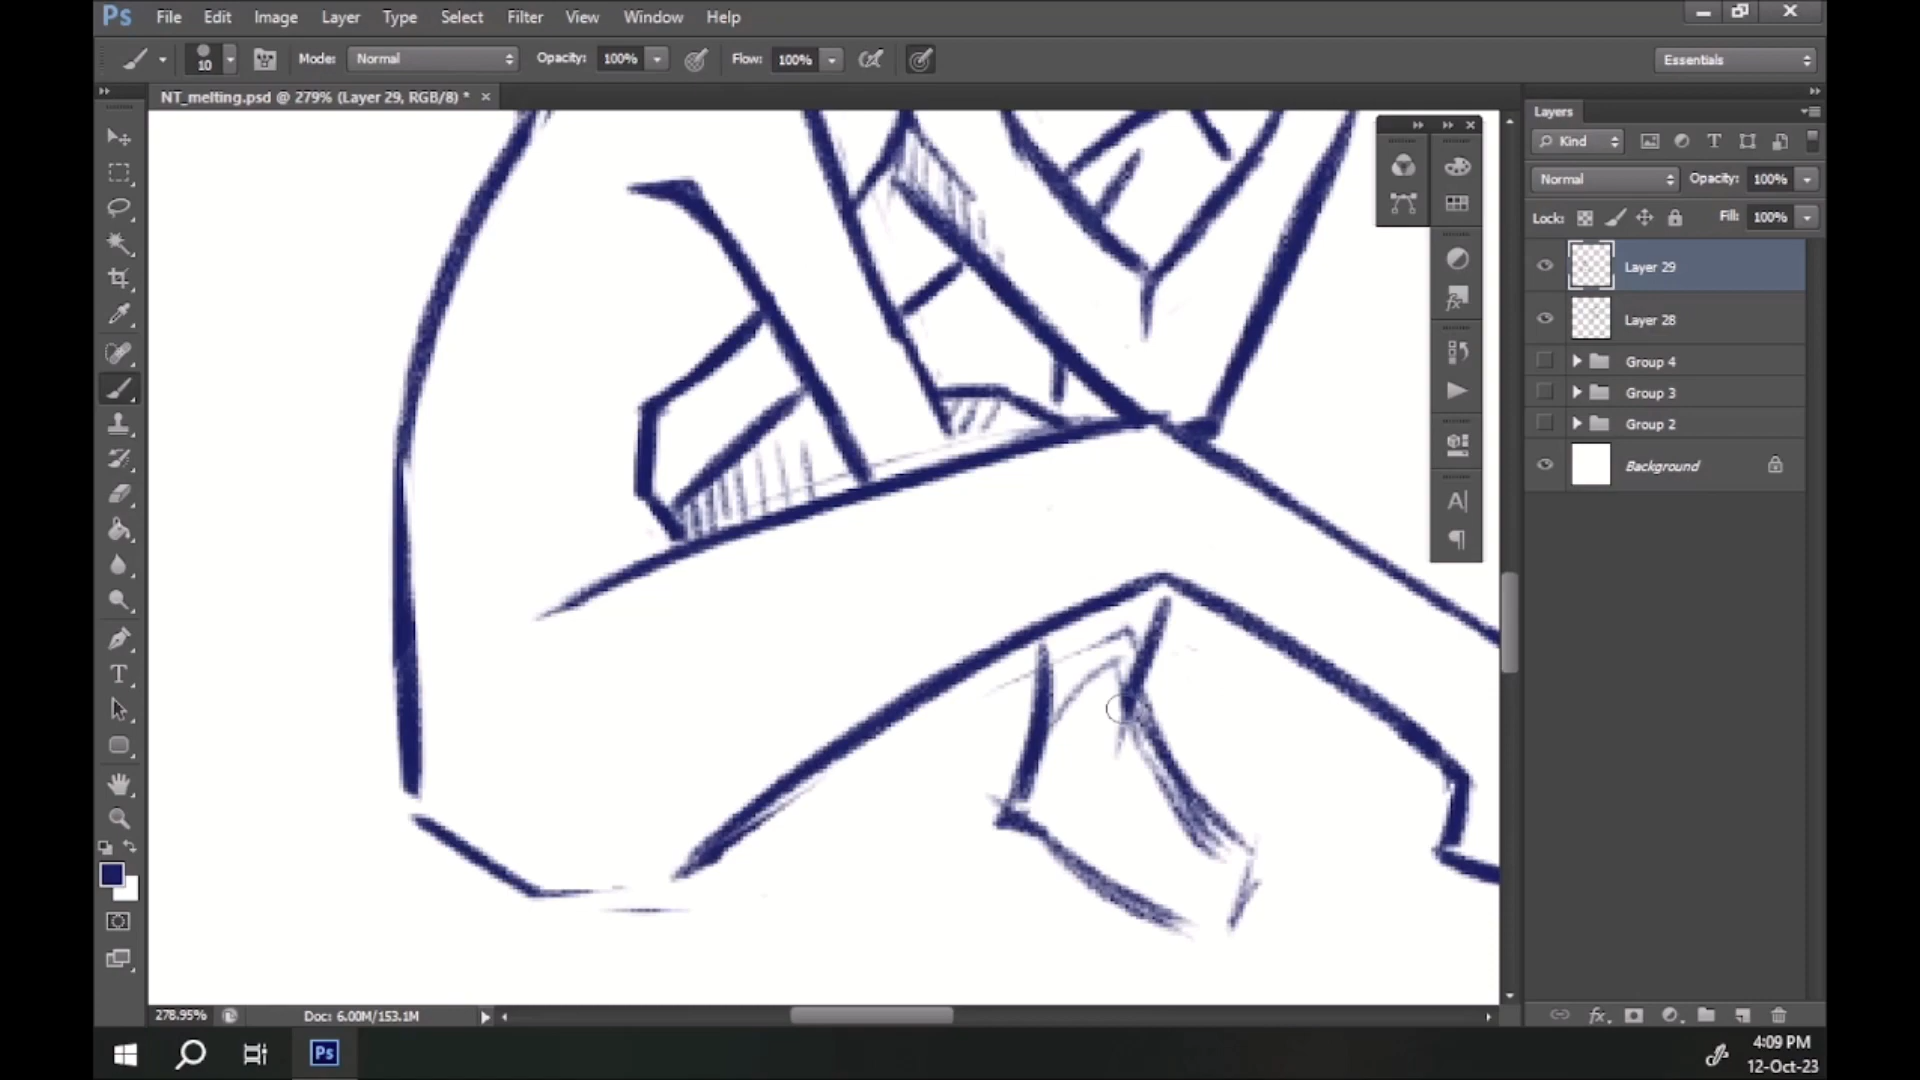 Ps File Edit Image Layer Type Select Filter View Window Help
10 Mode: Normal Opacity: 100% Flow: 100% Essentials
NT_melting.psd @ 279% (Layer 29, RGB/8) *
Layers
Kind
Normal Opacity: 100%
Lock: Fill: 100%
Layer 29
Layer 28
Group 4
Group 3
Group 2
Background
278.95% Doc: 6.00M/153.1M
Ps 4:09 PM
12-Oct-23